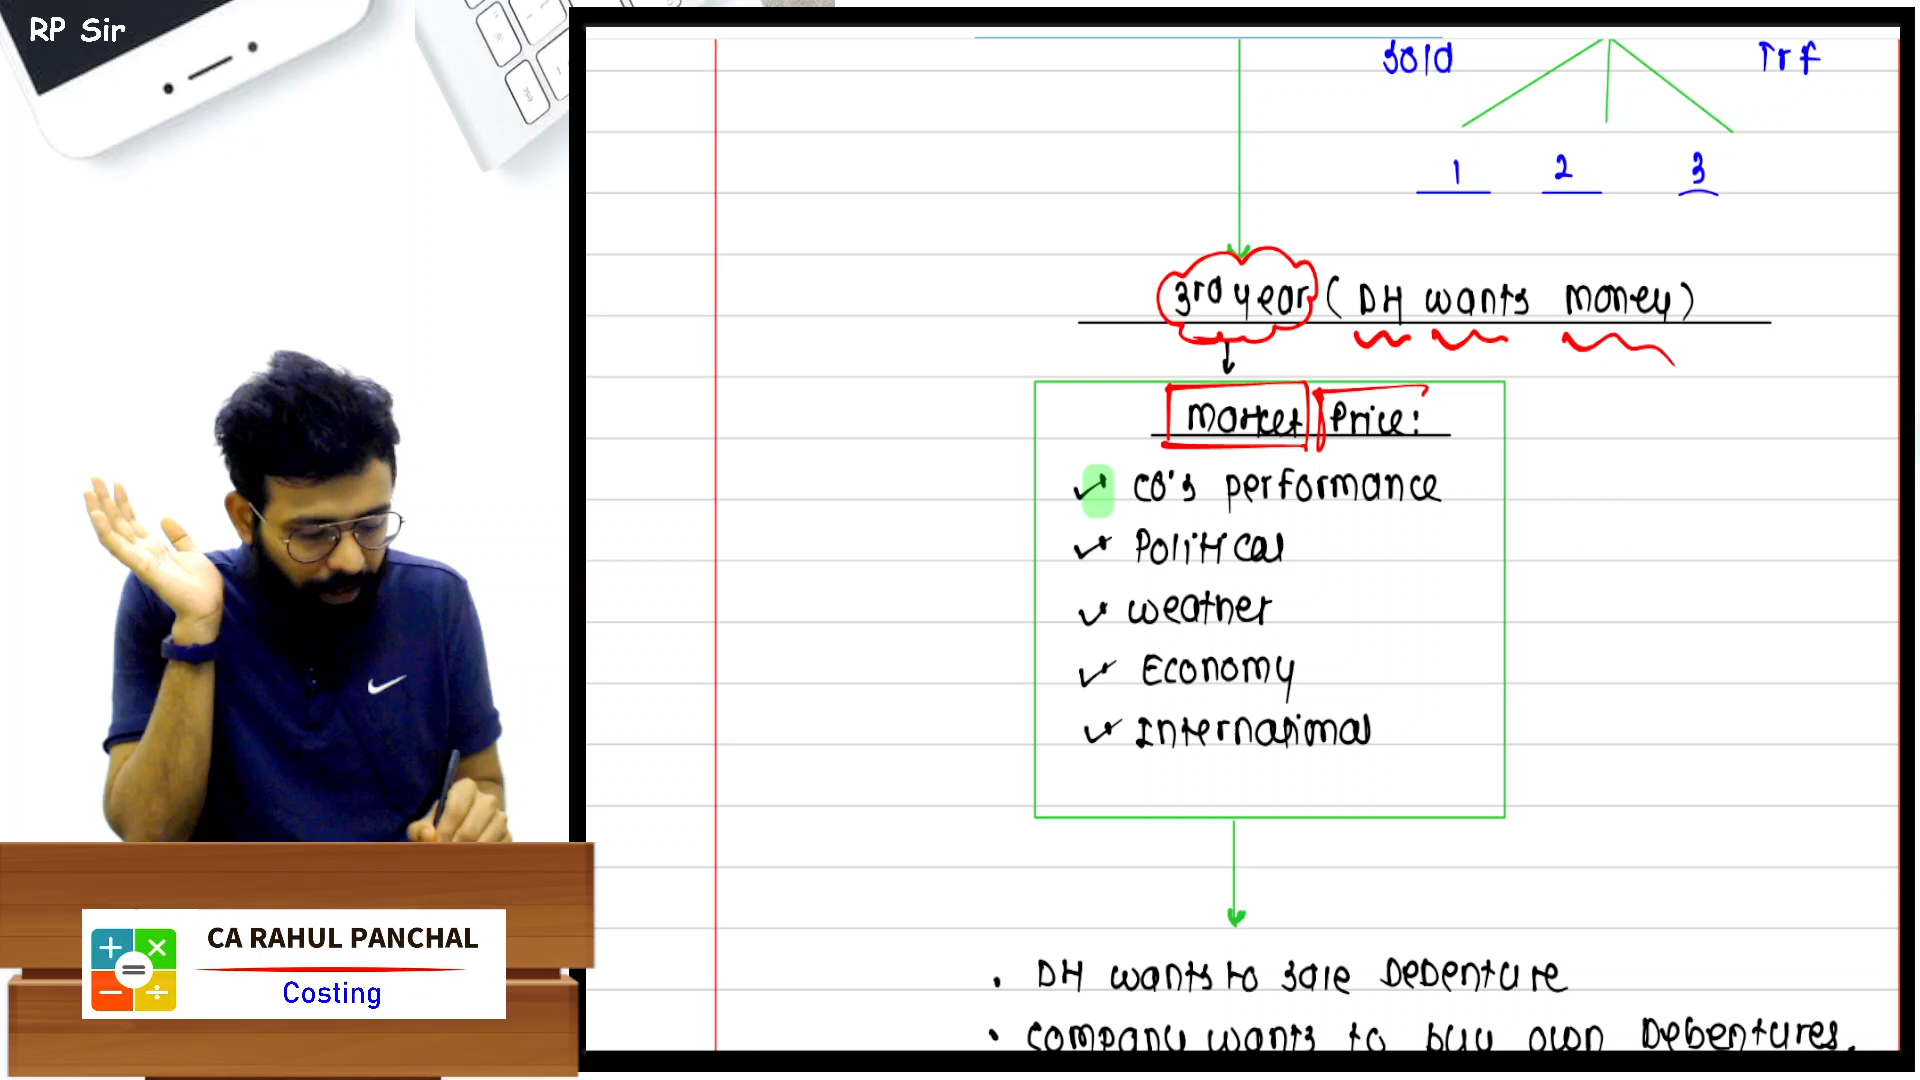 RP Sir
Sold Trf
1 2 3
3rd year ( DH wants money )
Market Price :
Co's performance
Political
weather
Economy
International
CA RAHUL PANCHAL
Costing
. DH wants to sale Debenture
. company wants to buy own Debentures.